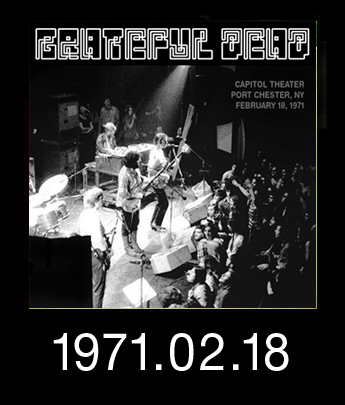 GRATEFUL DEAD
CAPITOL THEATER
PORT CHESTER, NY
FEBRUARY 18, 1971
1971.02.18